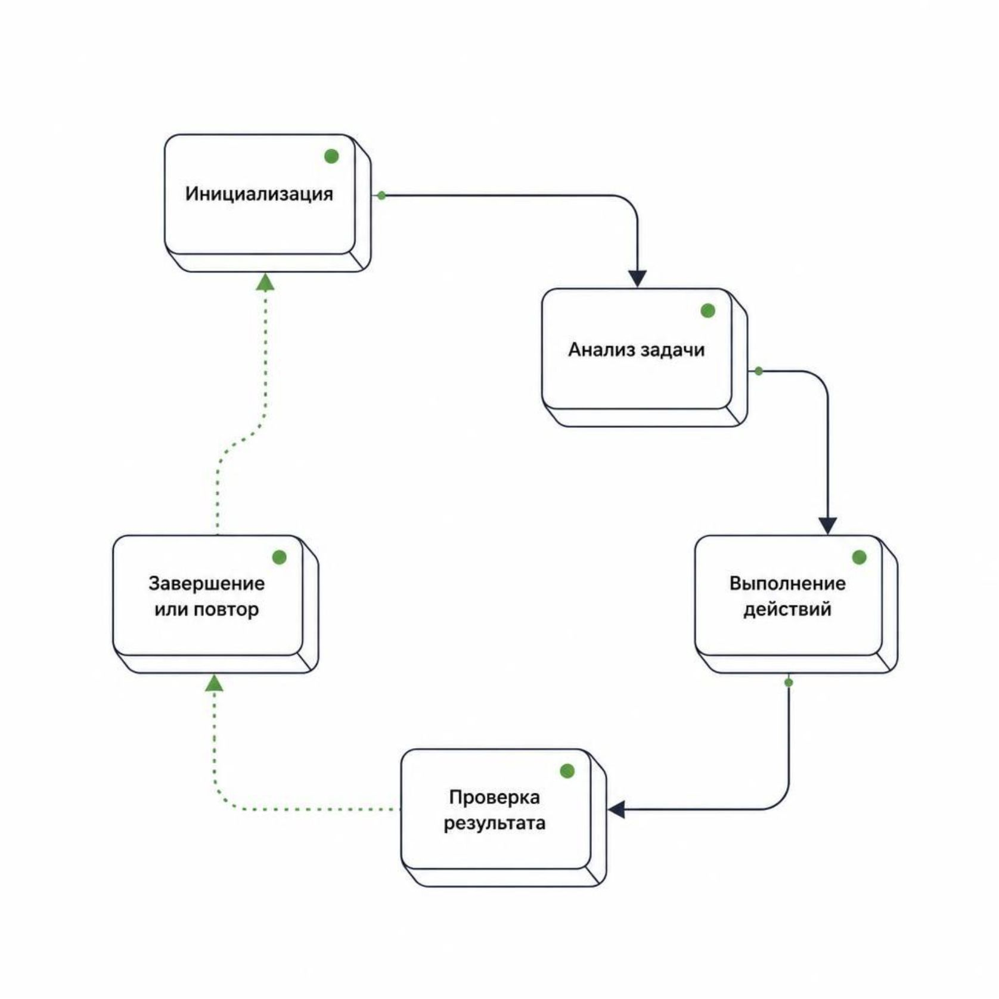 Инициализация
Анализ задачи
Выполнение
действий
Проверка
результата
Завершение
или повтор